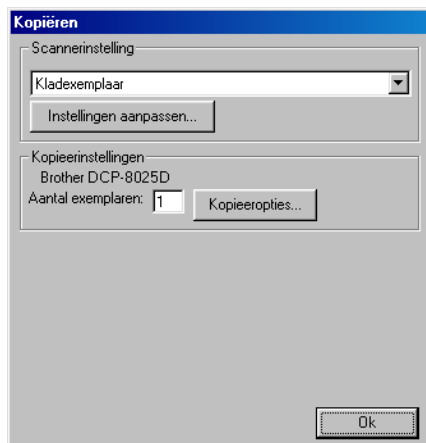 Kopiëren
Scannerinstelling
Kladexemplaar
Instellingen aanpassen...
Kopieerinstellingen
Brother DCP-8025D
Aantal exemplaren: 1 Kopieeropties...
Ok